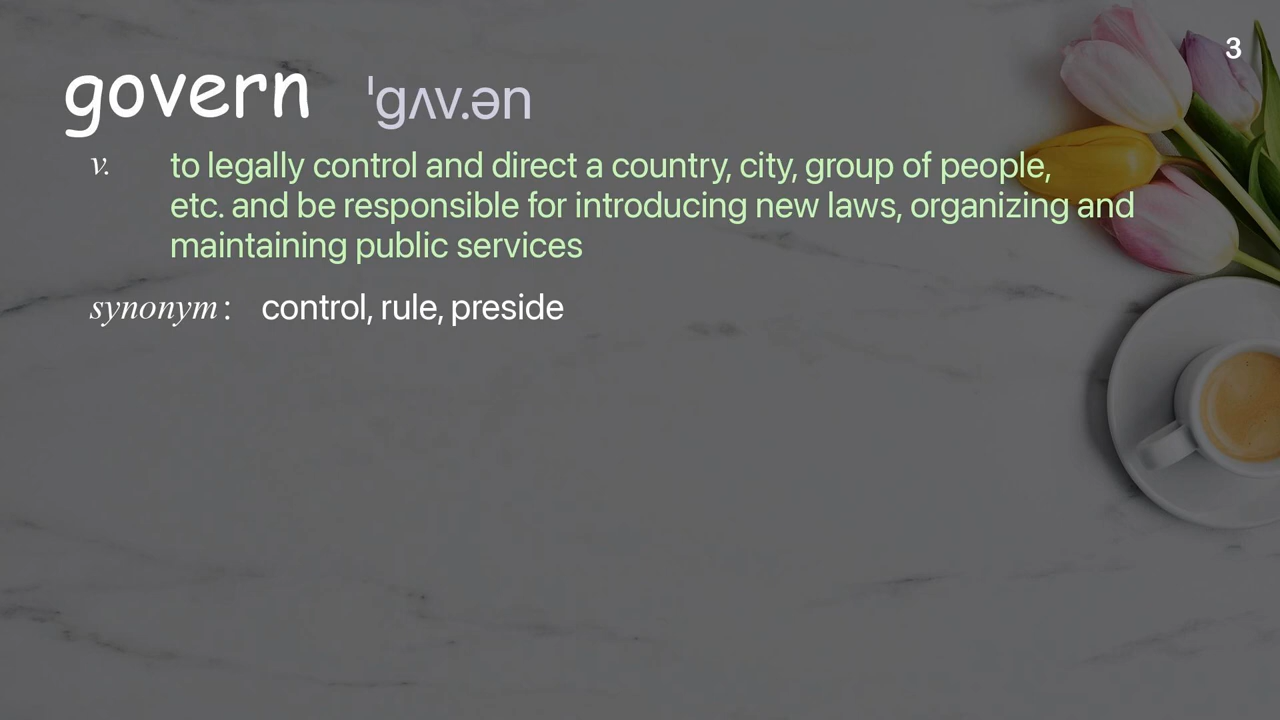 3
govern ˈgʌv.ən
v. to legally control and direct a country, city, group of people,
etc. and be responsible for introducing new laws, organizing and
maintaining public services
synonym: control, rule, preside